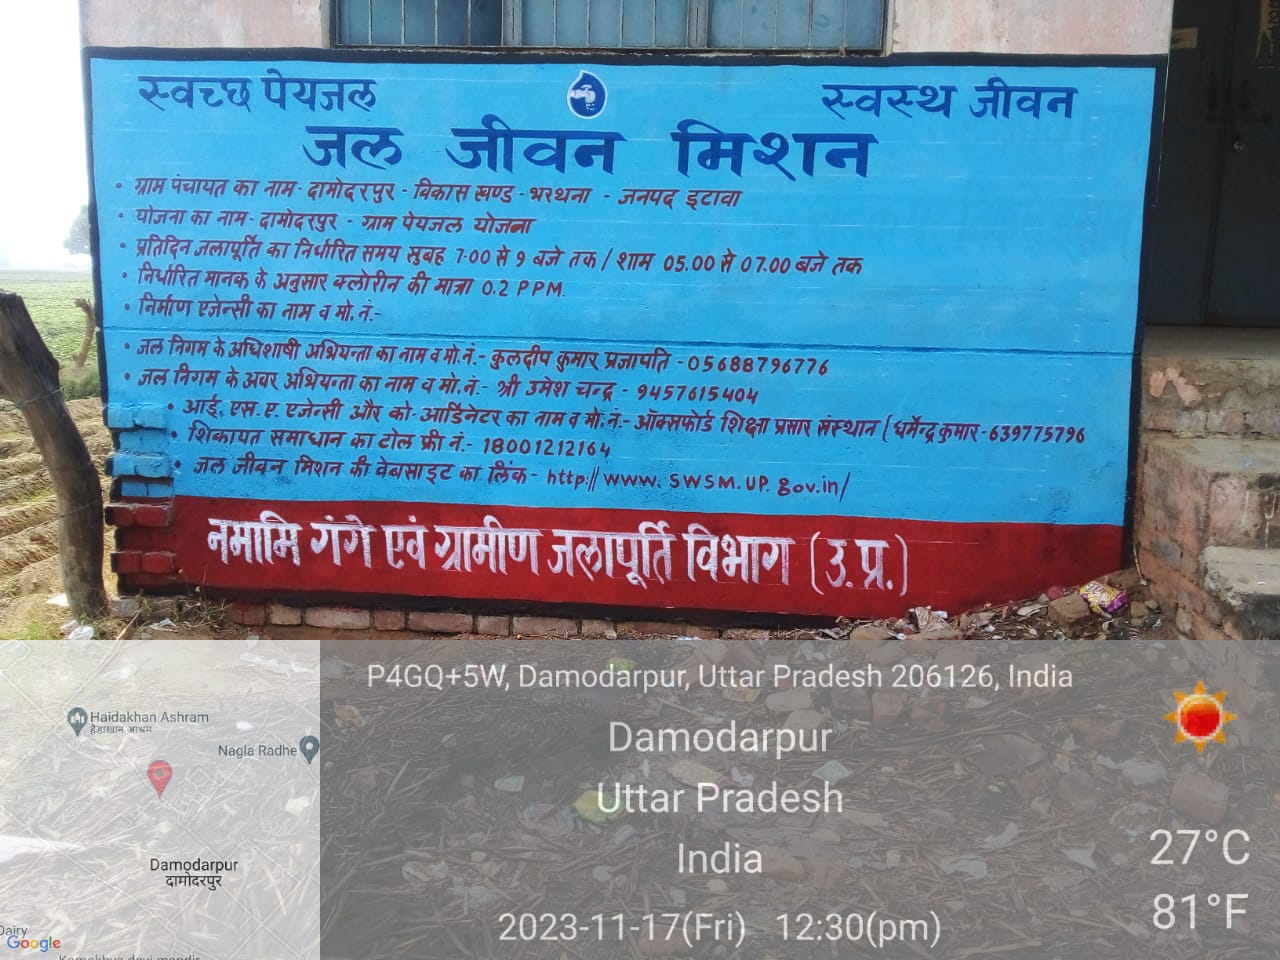 स्वच्छ पेयजल स्वस्थ जीवन
जल जीवन मिशन
• ग्राम पंचायत का नाम- दामोदरपुर - विकास खण्ड - भरथना - जनपद इटावा
• योजना का नाम- दामोदरपुर - ग्राम पेयजल योजना
• प्रतिदिन जलापूर्ति का निर्धारित समय सुबह 7-00 से 9 बजे तक / शाम 05.00 से 07.00 बजे तक
• निर्धारित मानक के अनुसार क्लोरीन की मात्रा 0.2 PPM.
• निर्माण एजेन्सी का नाम व मो. नं:-
• जल निगम के अधिशाषी अभियन्ता का नाम व मो.नं.- कुलदीप कुमार प्रजापति - 05688796776
• जल निगम के अवर अभियन्ता का नाम व मो.नं.- श्री उमेश चन्द्र - 9457615404
• आई. एस. ए. एजेन्सी और को- आर्डिनेटर का नाम व मो.नं.- ऑक्सफोर्ड शिक्षा प्रसार संस्थान (धर्मेन्द्र कुमार - 639775796
• शिकायत समाधान का टोल फ्री नं.- 18001212164
• जल जीवन मिशन की वेबसाइट का लिंक - http://www.SWSM.UP.gov.in/
नमामि गंगे एवं ग्रामीण जलापूर्ति विभाग (उ.प्र.)
P4GQ+5W, Damodarpur, Uttar Pradesh 206126, India
Damodarpur
Uttar Pradesh
India
2023-11-17(Fri) 12:30(pm)
27°C
81°F
Haidakhan Ashram
हैडाखान आश्रम
Nagla Radhe
Damodarpur
दामोदरपुर
Dairy
Google
Kamakhya devi mandir